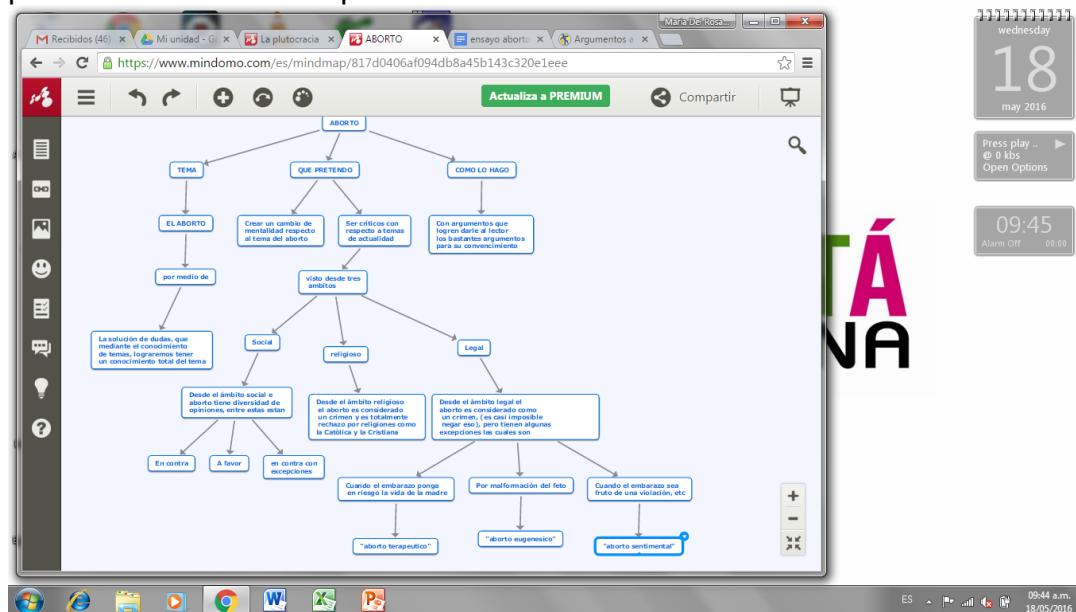 María De Rosa...
Recibidos (46)
Mi unidad - G
La plutocracia
ABORTO
ensayo aborto
Argumentos a
https://www.mindomo.com/es/mindmap/817d0406af094db8a45b143c320e1eee
Actualiza a PREMIUM
Compartir
ABORTO
TEMA
QUE PRETENDO
COMO LO HAGO
EL ABORTO
Crear un cambio de
mentalidad respecto
al tema del aborto
Ser críticos con
respecto a temas
de actualidad
Con argumentos que
logren darle al lector
los bastantes argumentos
para su convencimiento
por medio de
visto desde tres
ambítos
La solución de dudas, que
mediante el conocimiento
de temas, lograremos tener
un conocimiento total del tema
Social
religioso
Legal
Desde el ámbito social e
aborto tiene diversidad de
opiniones, entre estas estan
Desde el ámbito religioso
el aborto es considerado
un crimen y es totalmente
rechazo por religiones como
la Católica y la Cristiana
Desde el ámbito legal el
aborto es considerado como
un crimen, ( es casi imposible
negar eso), pero tienen algunas
excepciones las cuales son
En contra
A favor
en contra con
excepciones
Cuando el embarazo ponga
en riesgo la vida de la madre
Por malformación del feto
Cuando el embarazo sea
fruto de una violación, etc
"aborto terapeutico"
"aborto eugenesico"
"aborto sentimental"
wednesday
18
may 2016
Press play ..
@ 0 kbs
Open Options
09:45
Alarm Off 00:00
TÁ
NA
ES
09:44 a.m.
18/05/2016